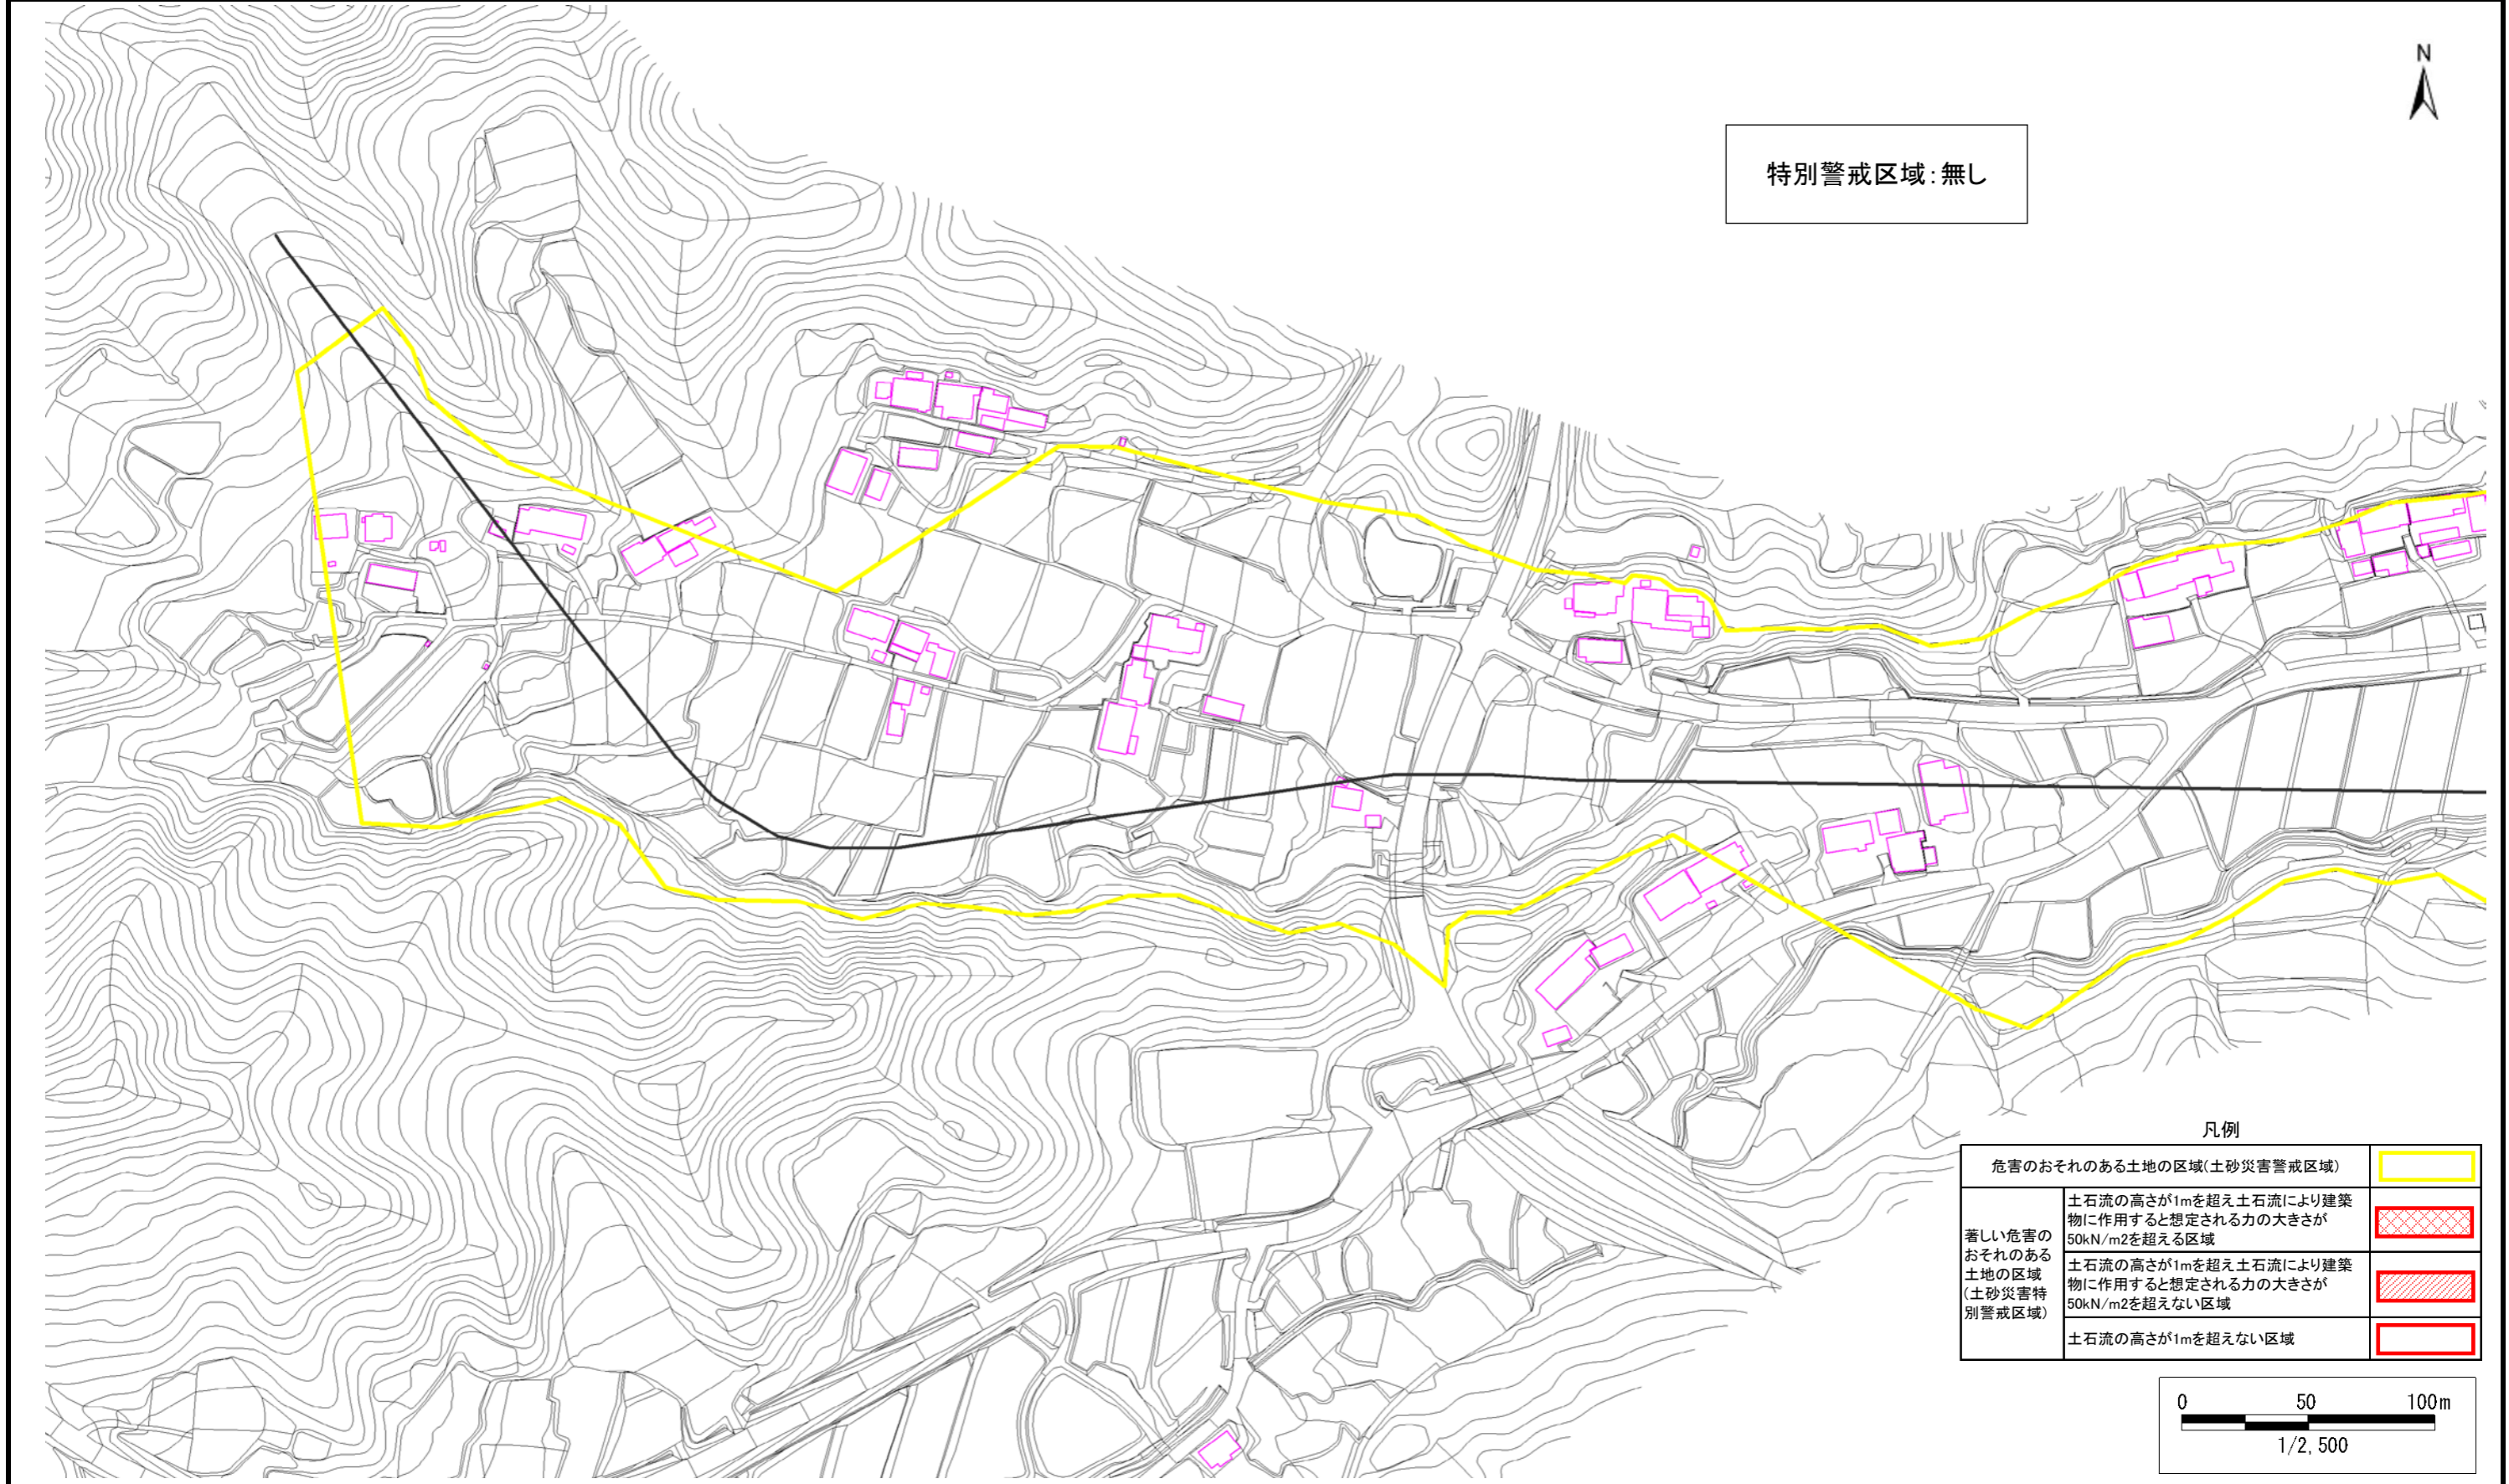 N
特別警戒区域:無し
凡例
危害のおそれのある土地の区域(土砂災害警戒区域)
著しい危害の
おそれのある
土地の区域
(土砂災害特
別警戒区域)
土石流の高さが1mを超え土石流により建築
物に作用すると想定される力の大きさが
50kN/m2を超える区域
土石流の高さが1mを超え土石流により建築
物に作用すると想定される力の大きさが
50kN/m2を超えない区域
土石流の高さが1mを超えない区域
0 50 100m
1/2,500